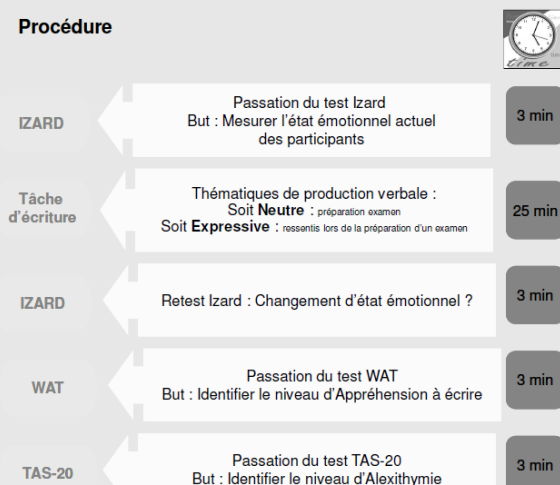 Procédure
time
IZARD
Passation du test Izard
But : Mesurer l'état émotionnel actuel
des participants
3 min
Tâche
d'écriture
Thématiques de production verbale :
Soit Neutre : préparation examen
Soit Expressive : ressentis lors de la préparation d'un examen
25 min
IZARD
Retest Izard : Changement d'état émotionnel ?
3 min
WAT
Passation du test WAT
But : Identifier le niveau d'Appréhension à écrire
3 min
TAS-20
Passation du test TAS-20
But : Identifier le niveau d'Alexithymie
3 min